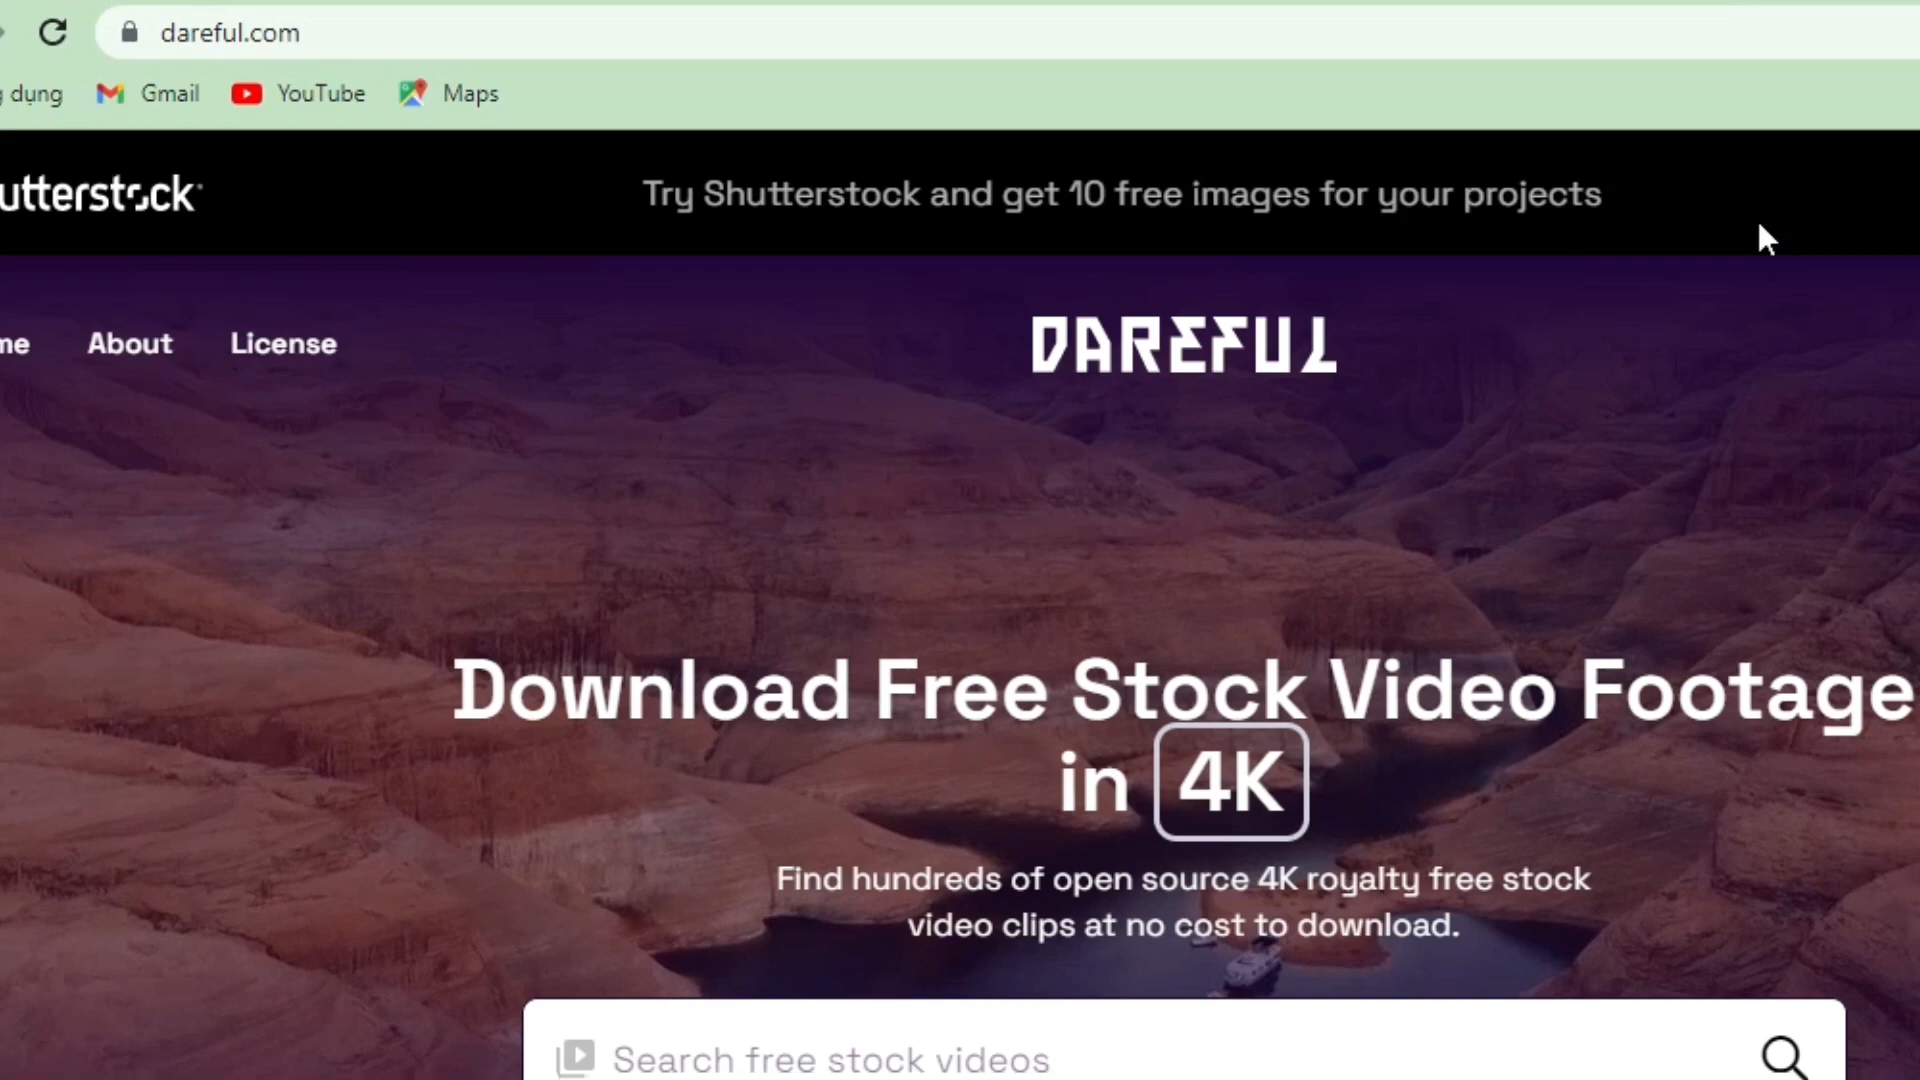 dareful.com
dụng Gmail YouTube Maps
utterstock
Try Shutterstock and get 10 free images for your projects
me About License
DAREFUL
Download Free Stock Video Footage
in 4K
Find hundreds of open source 4K royalty free stock
video clips at no cost to download.
Search free stock videos